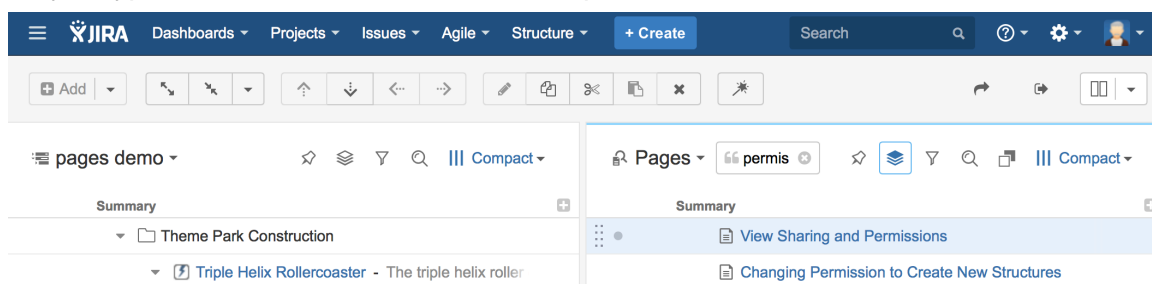 JIRA Dashboards Projects Issues Agile Structure + Create Search
Add
pages demo Compact Pages permis Compact
Summary Summary
Theme Park Construction View Sharing and Permissions
Triple Helix Rollercoaster - The triple helix roller Changing Permission to Create New Structures